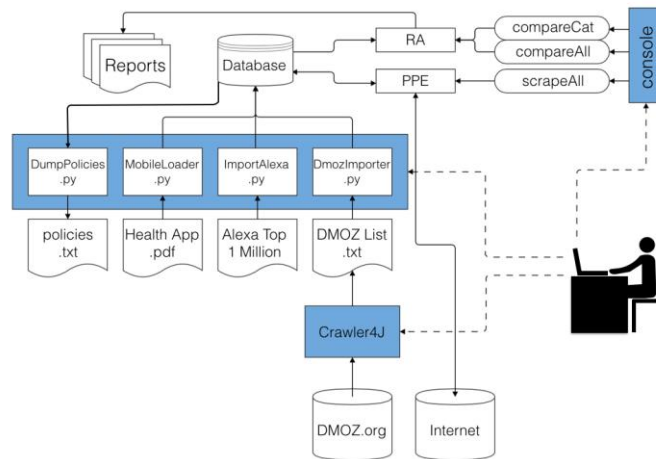 compareCat
RA
compareAll
console
Reports
Database
PPE
scrapeAll
DumpPolicies
.py
MobileLoader
.py
ImportAlexa
.py
DmozImporter
.py
policies
.txt
Health App
.pdf
Alexa Top
1 Million
DMOZ List
.txt
Crawler4J
DMOZ.org
Internet